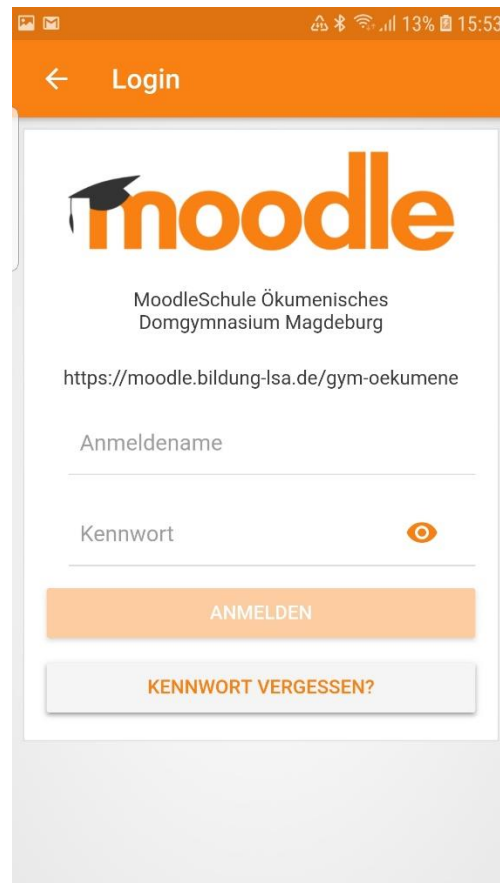 13% 15:53
Login
moodle
MoodleSchule Ökumenisches
Domgymnasium Magdeburg
https://moodle.bildung-lsa.de/gym-oekumene
Anmeldename
Kennwort
ANMELDEN
KENNWORT VERGESSEN?